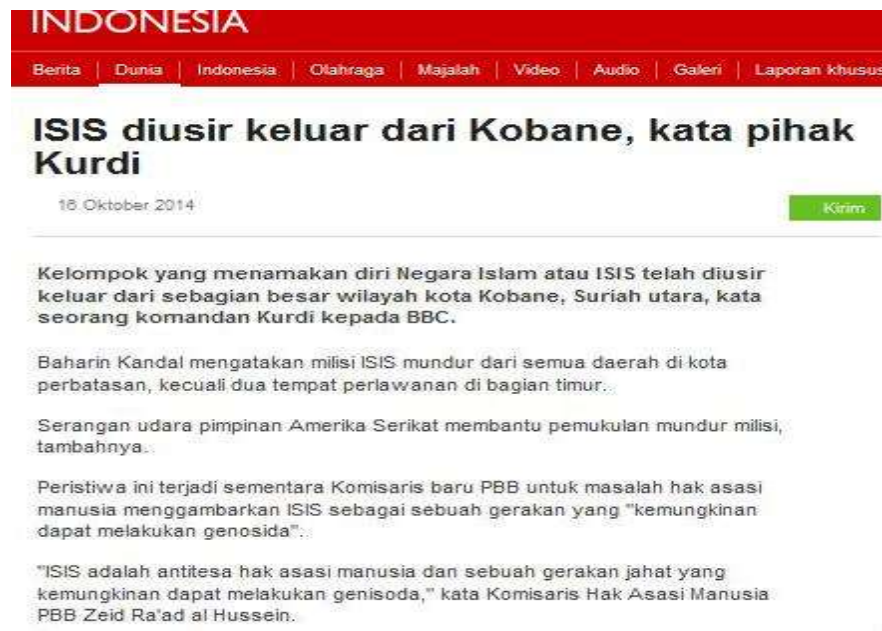 INDONESIA
Berita | Dunia | Indonesia | Olahraga | Majalah | Video | Audio | Galeri | Laporan khusus
ISIS diusir keluar dari Kobane, kata pihak
Kurdi
16 Oktober 2014
Kirim
Kelompok yang menamakan diri Negara Islam atau ISIS telah diusir
keluar dari sebagian besar wilayah kota Kobane, Suriah utara, kata
seorang komandan Kurdi kepada BBC.
Baharin Kandal mengatakan milisi ISIS mundur dari semua daerah di kota
perbatasan, kecuali dua tempat perlawanan di bagian timur.
Serangan udara pimpinan Amerika Serikat membantu pemukulan mundur milisi,
tambahnya.
Peristiwa ini terjadi sementara Komisaris baru PBB untuk masalah hak asasi
manusia menggambarkan ISIS sebagai sebuah gerakan yang "kemungkinan
dapat melakukan genosida".
"ISIS adalah antitesa hak asasi manusia dan sebuah gerakan jahat yang
kemungkinan dapat melakukan genisoda," kata Komisaris Hak Asasi Manusia
PBB Zeid Ra'ad al Hussein.